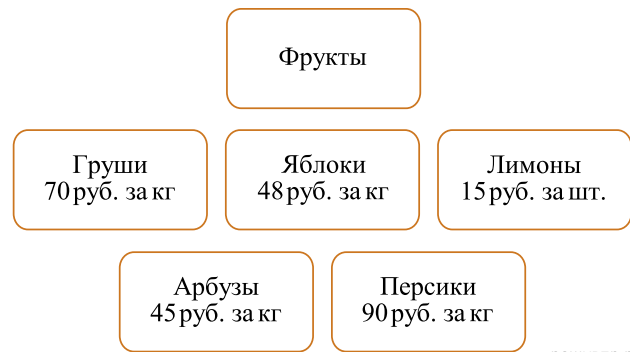 Фрукты
Груши
70 руб. за кг
Яблоки
48 руб. за кг
Лимоны
15 руб. за шт.
Арбузы
45 руб. за кг
Персики
90 руб. за кг